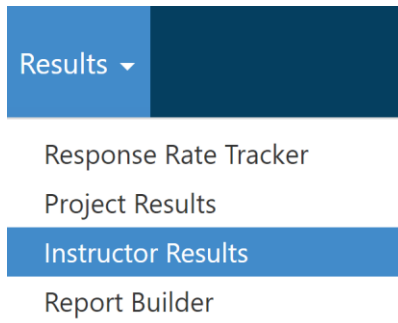 Results
Response Rate Tracker
Project Results
Instructor Results
Report Builder